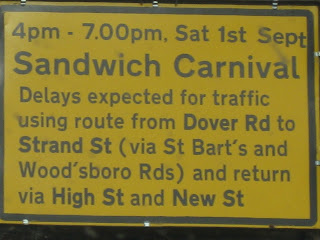 4pm - 7.00pm, Sat 1st Sept
Sandwich Carnival
Delays expected for traffic
using route from Dover Rd to
Strand St (via St Bart's and
Wood'sboro Rds) and return
via High St and New St